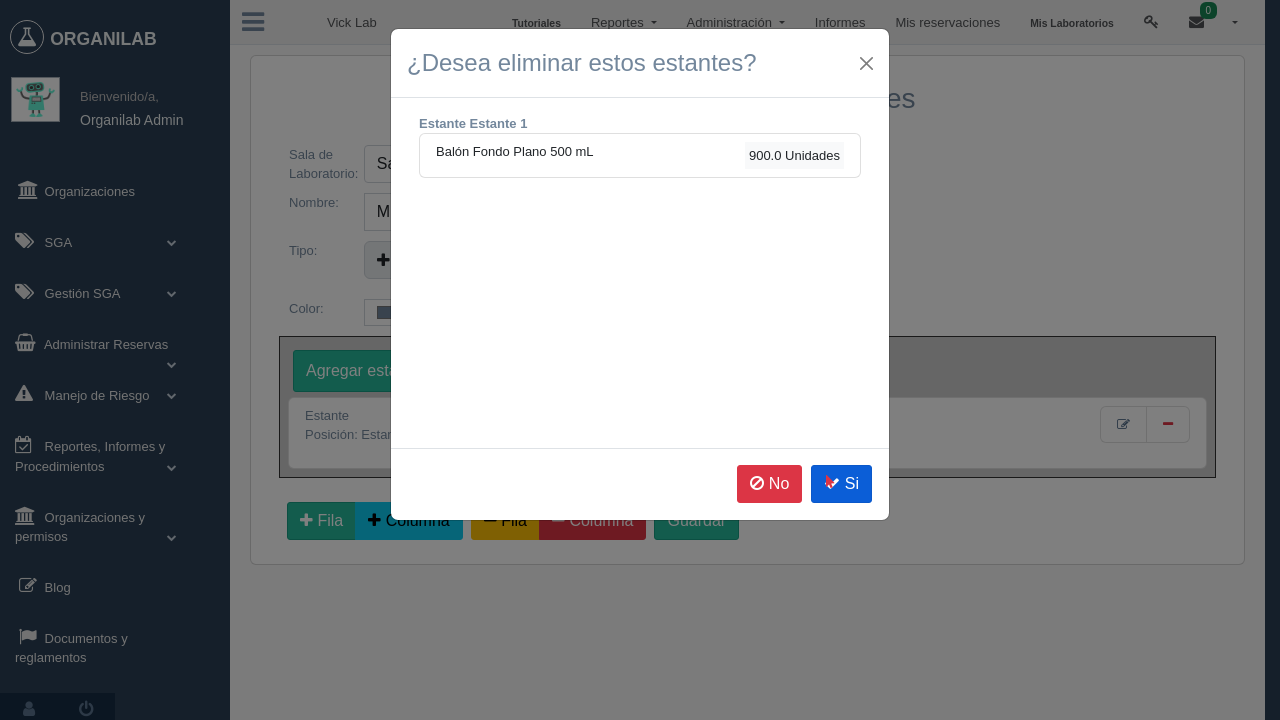 ORGANILAB
Bienvenido/a,
Organilab Admin
Organizaciones
SGA
Gestión SGA
Administrar Reservas
Manejo de Riesgo
Reportes, Informes y
Procedimientos
Organizaciones y
permisos
Blog
Documentos y
reglamentos
Vick Lab
Tutoriales
Reportes
Administración
Informes
Mis reservaciones
Mis Laboratorios
0
es
Sala de
Laboratorio:
Sa
Nombre:
M
Tipo:
Color:
Agregar esta
Estante
Posición: Estan
Fila
Columna
Fila
Columna
Guardar
¿Desea eliminar estos estantes?
Estante Estante 1
Balón Fondo Plano 500 mL
900.0 Unidades
No
Si